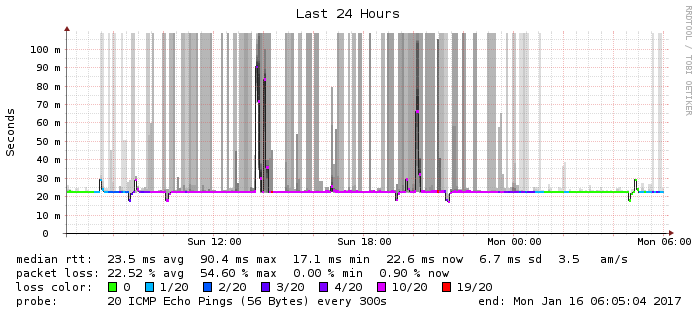 Last 24 Hours
RRDTOOL / TOBI OETIKER
Seconds
100 m
90 m
80 m
70 m
60 m
50 m
40 m
30 m
20 m
10 m
0
Sun 12:00 Sun 18:00 Mon 00:00 Mon 06:00
median rtt: 23.5 ms avg 90.4 ms max 17.1 ms min 22.6 ms now 6.7 ms sd 3.5 am/s
packet loss: 22.52 % avg 54.60 % max 0.00 % min 0.90 % now
loss color: 0 1/20 2/20 3/20 4/20 10/20 19/20
probe: 20 ICMP Echo Pings (56 Bytes) every 300s end: Mon Jan 16 06:05:04 2017